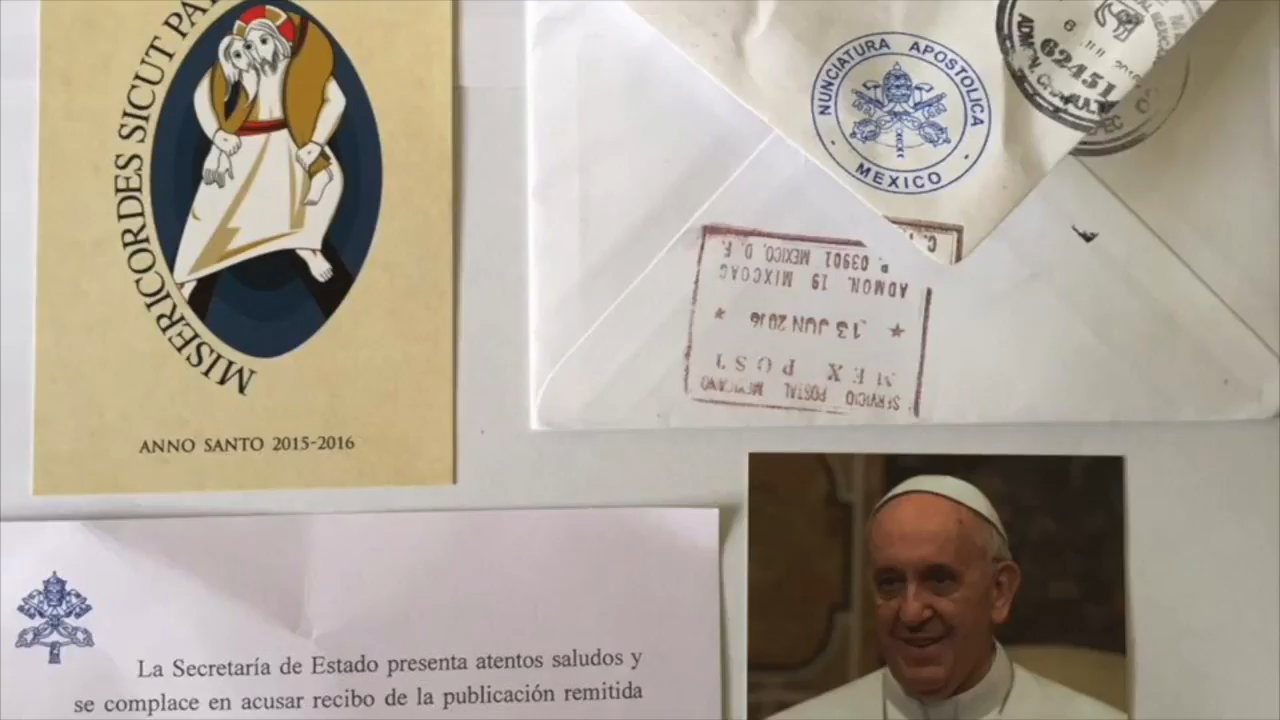 MISERICORDES SICUT PA
ANNO SANTO 2015-2016
NUNCIATURA APOSTOLICA
· MEXICO ·
62451
SERVICIO POSTAL MEXICANO
MEX POST
★ 13 JUN 2016 ★
ADMON. 19 MIXCOAC
03901 MEXICO, D. F.
La Secretaría de Estado presenta atentos saludos y
se complace en acusar recibo de la publicación remitida